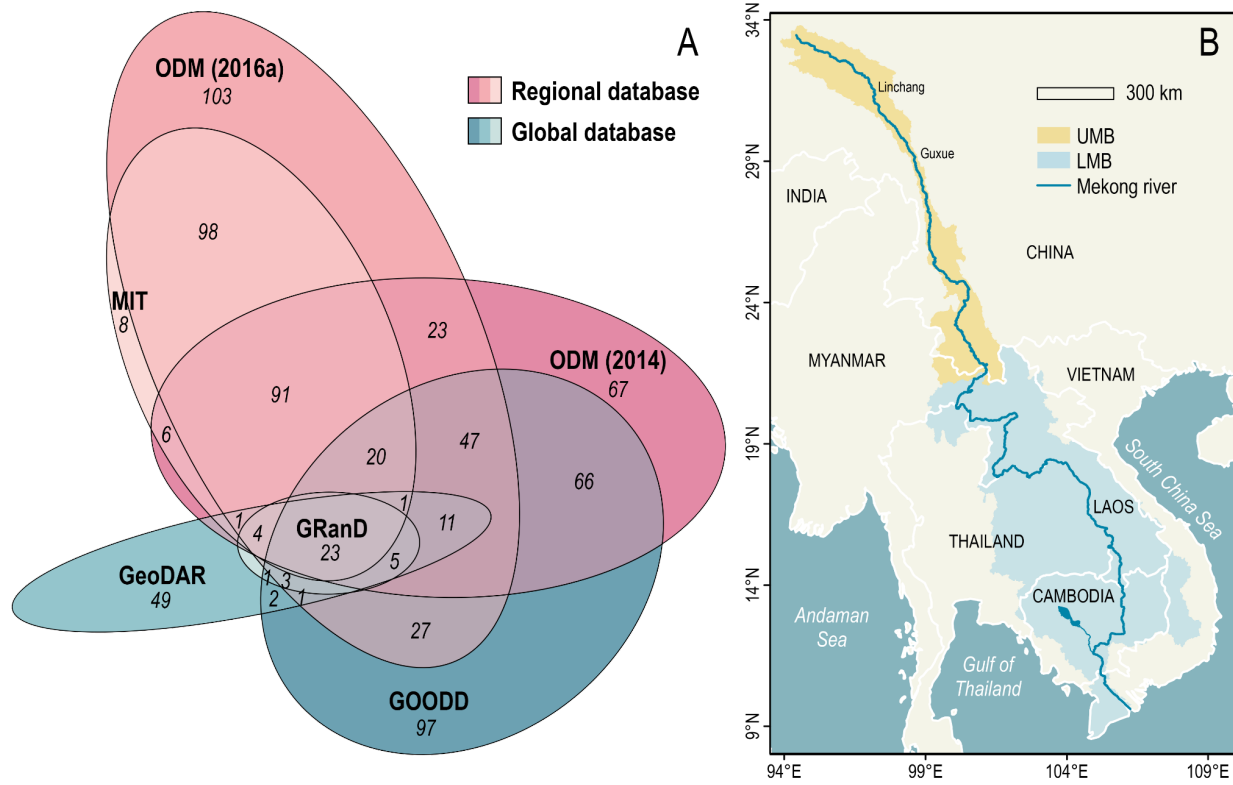 A
ODM (2016a)
103
Regional database
Global database
98
MIT
8
23
ODM (2014)
67
91
6
47
20
66
1
1
11
4
GRanD
23
5
GeoDAR
49
1
3
2
1
27
GOODD
97
B
34°N
29°N
24°N
19°N
14°N
9°N
94°E
99°E
104°E
109°E
300 km
UMB
LMB
Mekong river
Linchang
Guxue
INDIA
CHINA
MYANMAR
VIETNAM
LAOS
South China Sea
THAILAND
CAMBODIA
Andaman
Sea
Gulf of
Thailand